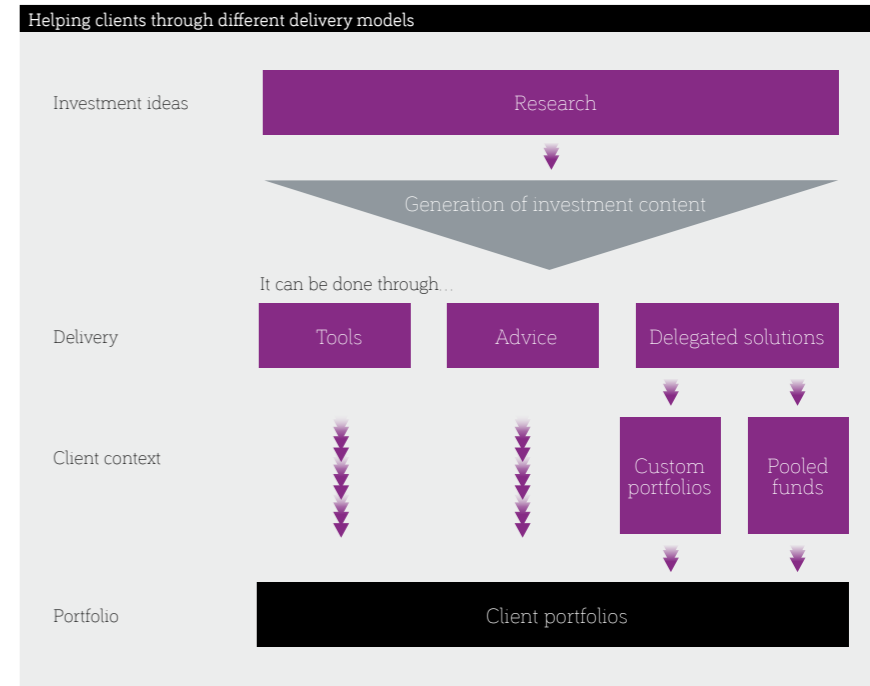 Helping clients through different delivery models
Investment ideas
Research
Generation of investment content
It can be done through...
Delivery
Tools
Advice
Delegated solutions
Client context
Custom
portfolios
Pooled
funds
Portfolio
Client portfolios